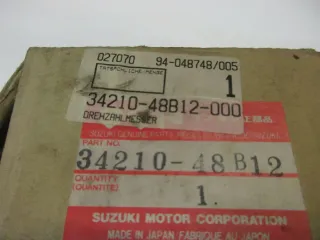 027070 94-048748/005
1
34210-48B12-000
DREHZAHLMESSER
PART NO.
34210-48B12
QUANTITY
1.
SUZUKI MOTOR CORPORATION
MADE IN JAPAN FABRIQUÉ AU JAPON